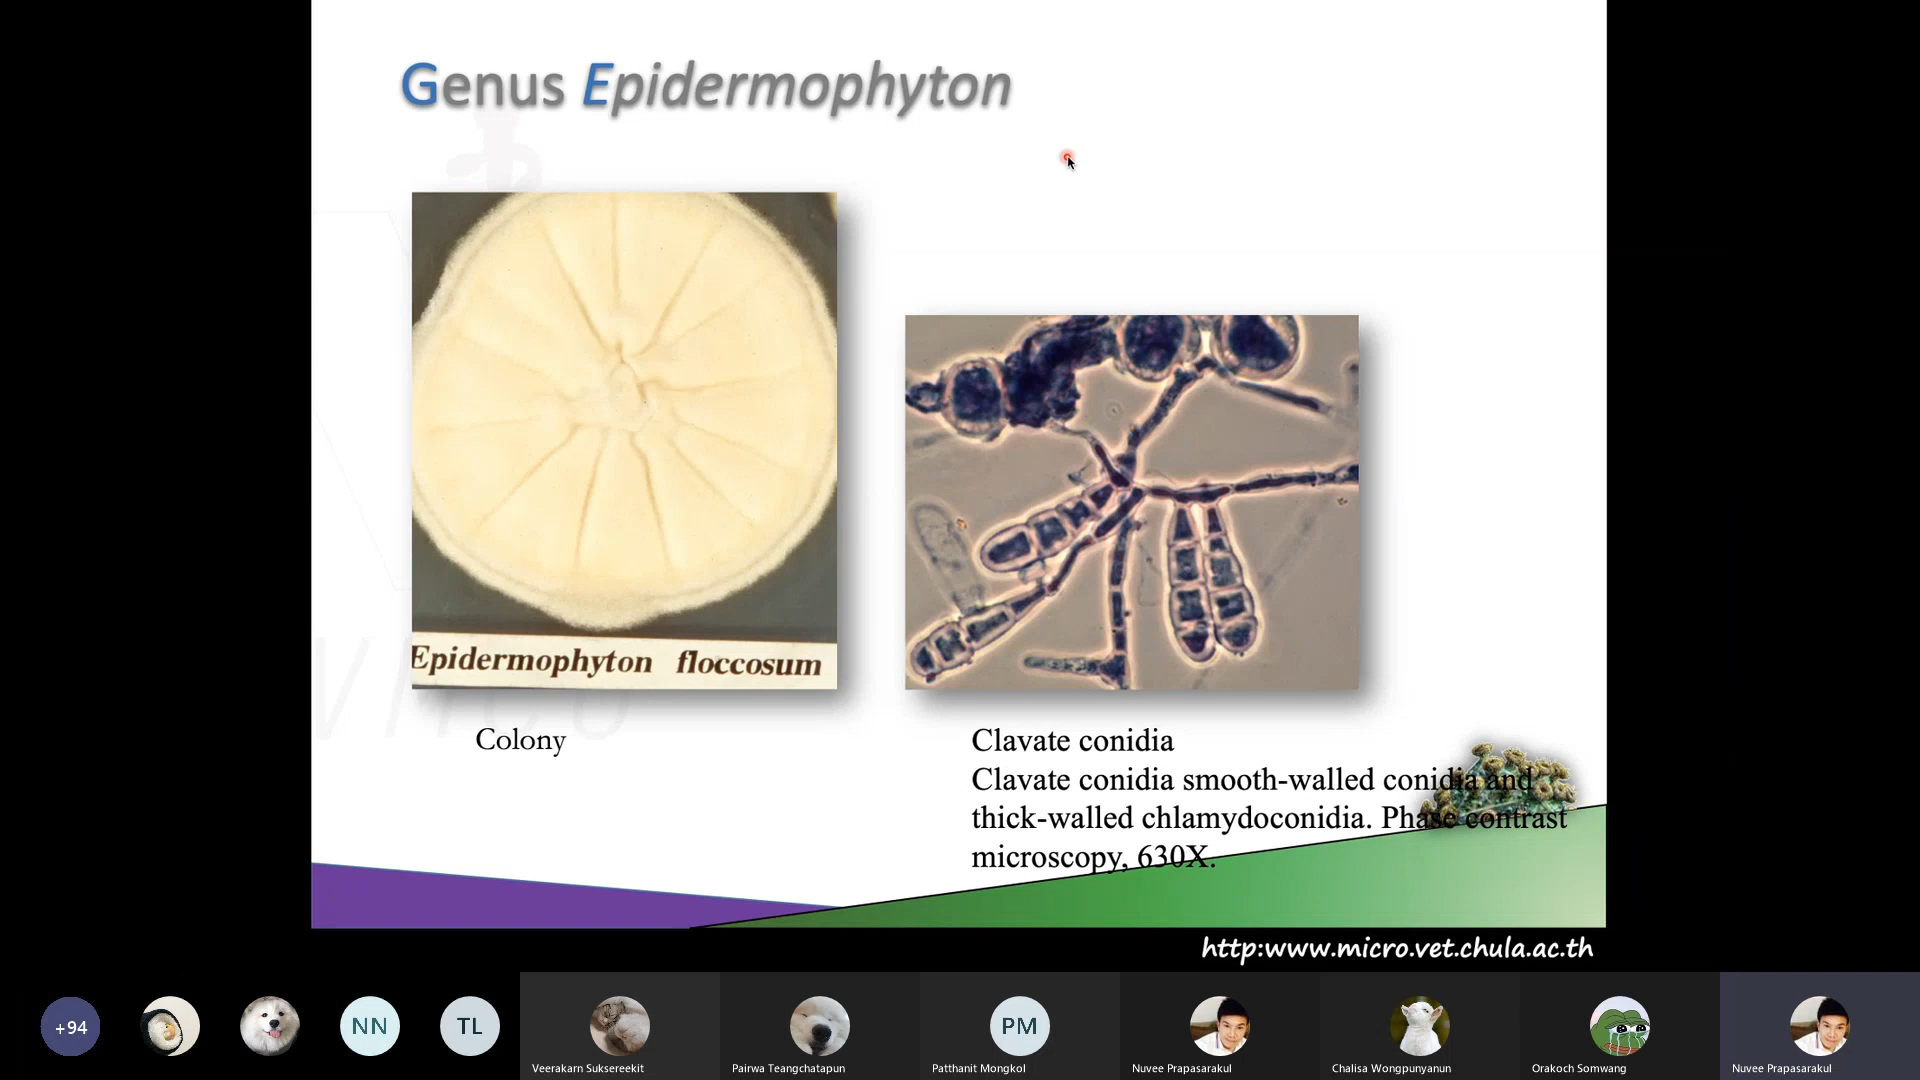 Genus Epidermophyton
Epidermophyton floccosum
Colony
Clavate conidia
Clavate conidia smooth-walled conidia and
thick-walled chlamydoconidia. Phase contrast
microscopy, 630X.
http:www.micro.vet.chula.ac.th
+94
NN
TL
PM
Veerakarn Suksereekit
Pairwa Teangchatapun
Patthanit Mongkol
Nuvee Prapasarakul
Chalisa Wongpunyanun
Orakoch Somwang
Nuvee Prapasarakul